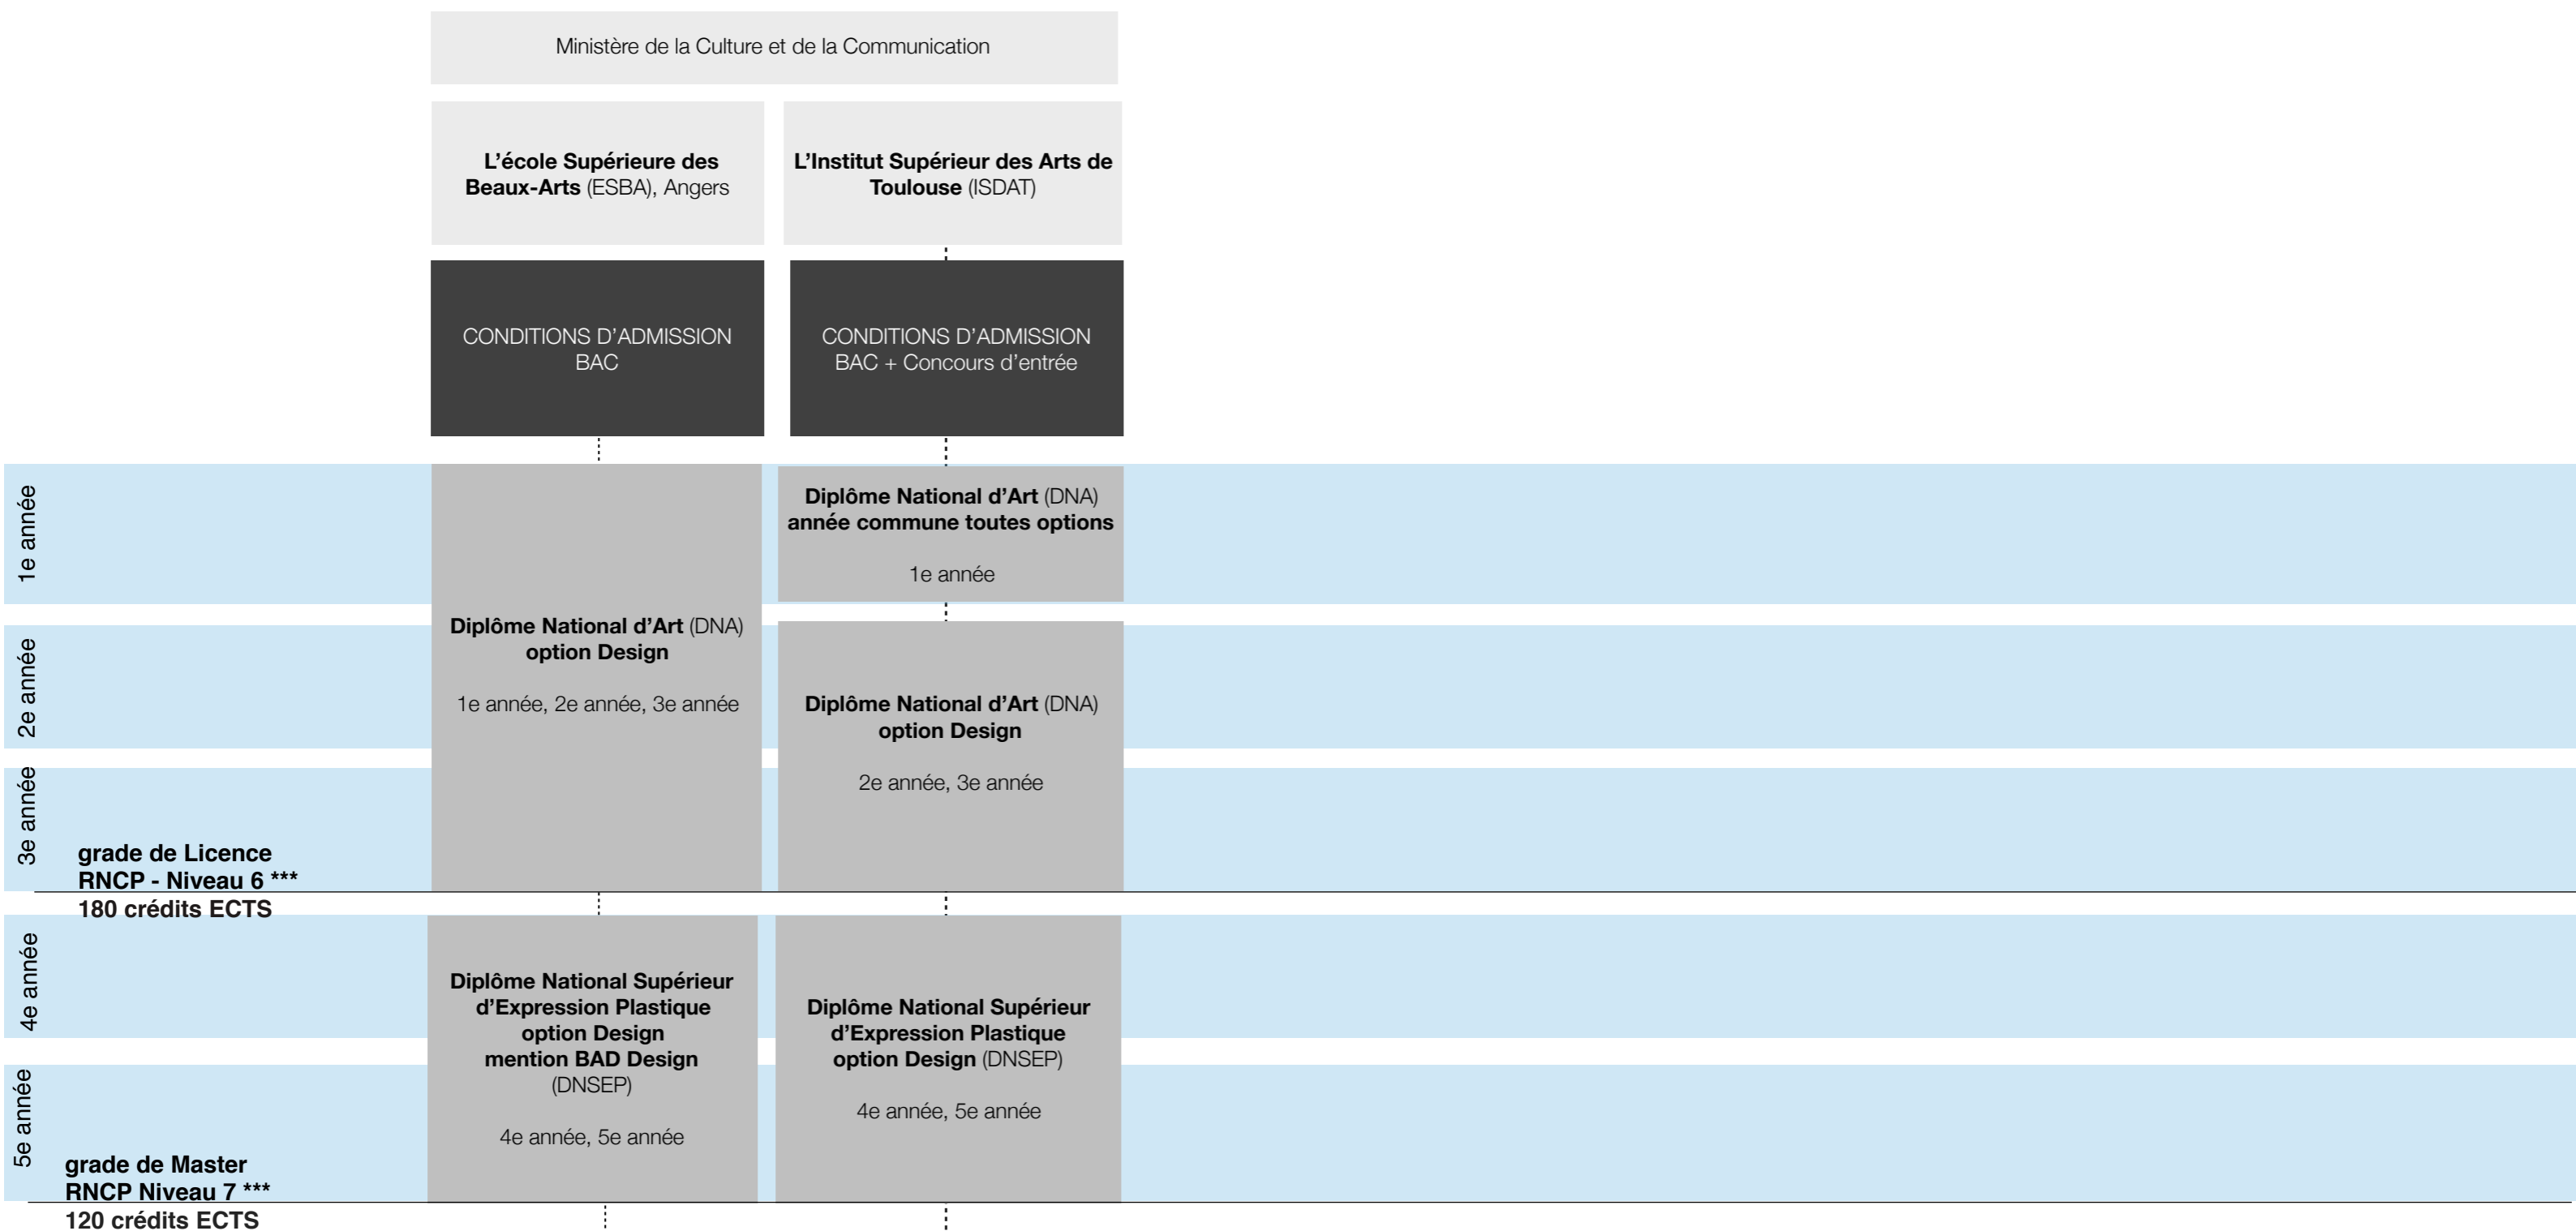 Ministère de la Culture et de la Communication
L'école Supérieure des
Beaux-Arts (ESBA), Angers
L'Institut Supérieur des Arts de
Toulouse (ISDAT)
CONDITIONS D'ADMISSION
BAC
CONDITIONS D'ADMISSION
BAC + Concours d'entrée
1e année
Diplôme National d'Art (DNA)
année commune toutes options
1e année
Diplôme National d'Art (DNA)
option Design
1e année, 2e année, 3e année
2e année
Diplôme National d'Art (DNA)
option Design
2e année, 3e année
3e année
grade de Licence
RNCP - Niveau 6 ***
180 crédits ECTS
4e année
Diplôme National Supérieur
d'Expression Plastique
option Design
mention BAD Design
(DNSEP)
4e année, 5e année
Diplôme National Supérieur
d'Expression Plastique
option Design (DNSEP)
4e année, 5e année
5e année
grade de Master
RNCP Niveau 7 ***
120 crédits ECTS